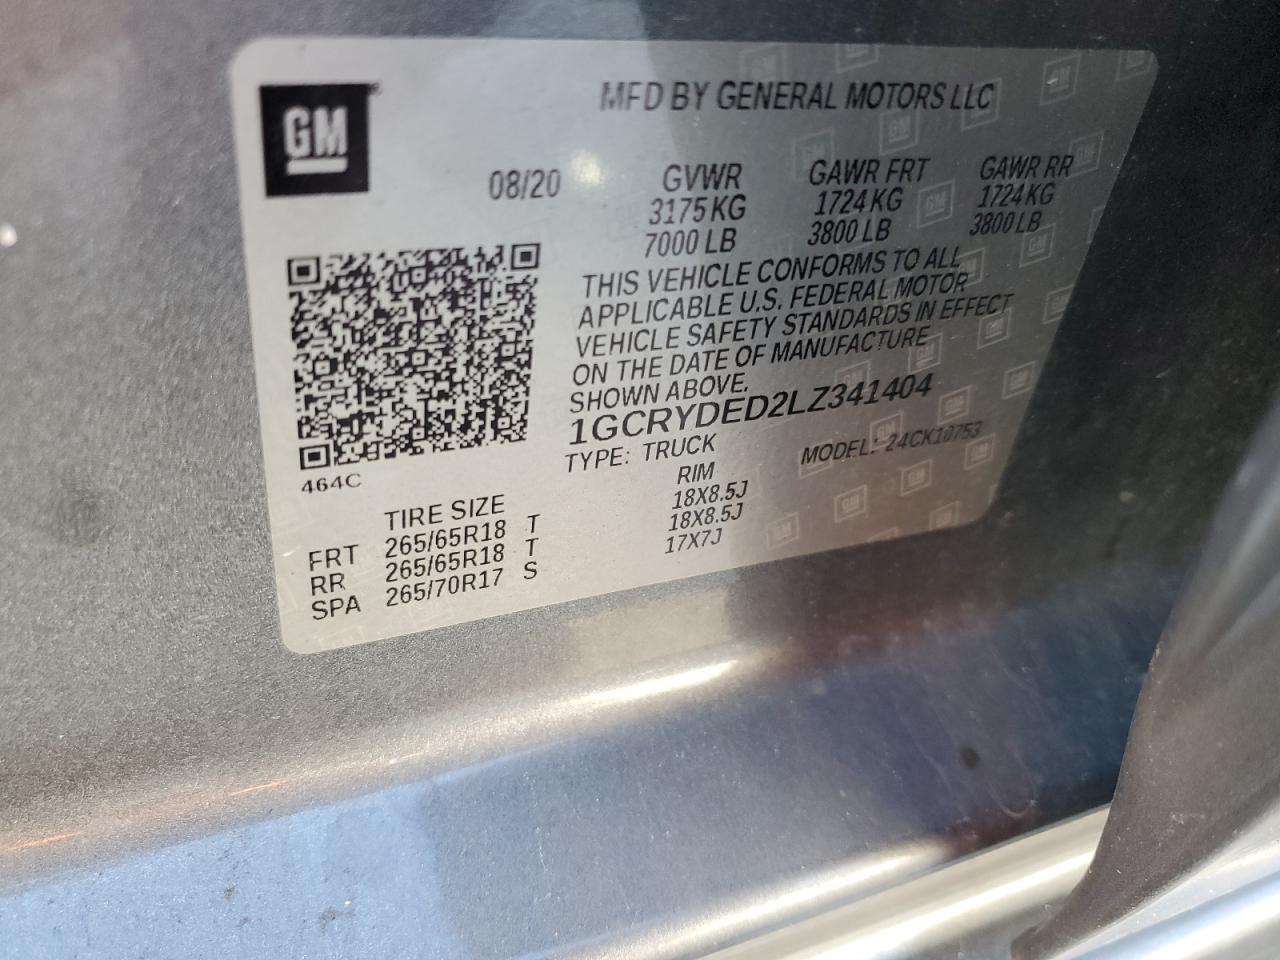 GM
MFD BY GENERAL MOTORS LLC
08/20 GVWR GAWR FRT GAWR RR
3175 KG 1724 KG 1724 KG
7000 LB 3800 LB 3800 LB
THIS VEHICLE CONFORMS TO ALL
APPLICABLE U.S. FEDERAL MOTOR
VEHICLE SAFETY STANDARDS IN EFFECT
ON THE DATE OF MANUFACTURE
SHOWN ABOVE.
1GCRYDED2LZ341404
TYPE: TRUCK MODEL: 24CK10753
464C
TIRE SIZE RIM
FRT 265/65R18 T 18X8.5J
RR 265/65R18 T 18X8.5J
SPA 265/70R17 S 17X7J